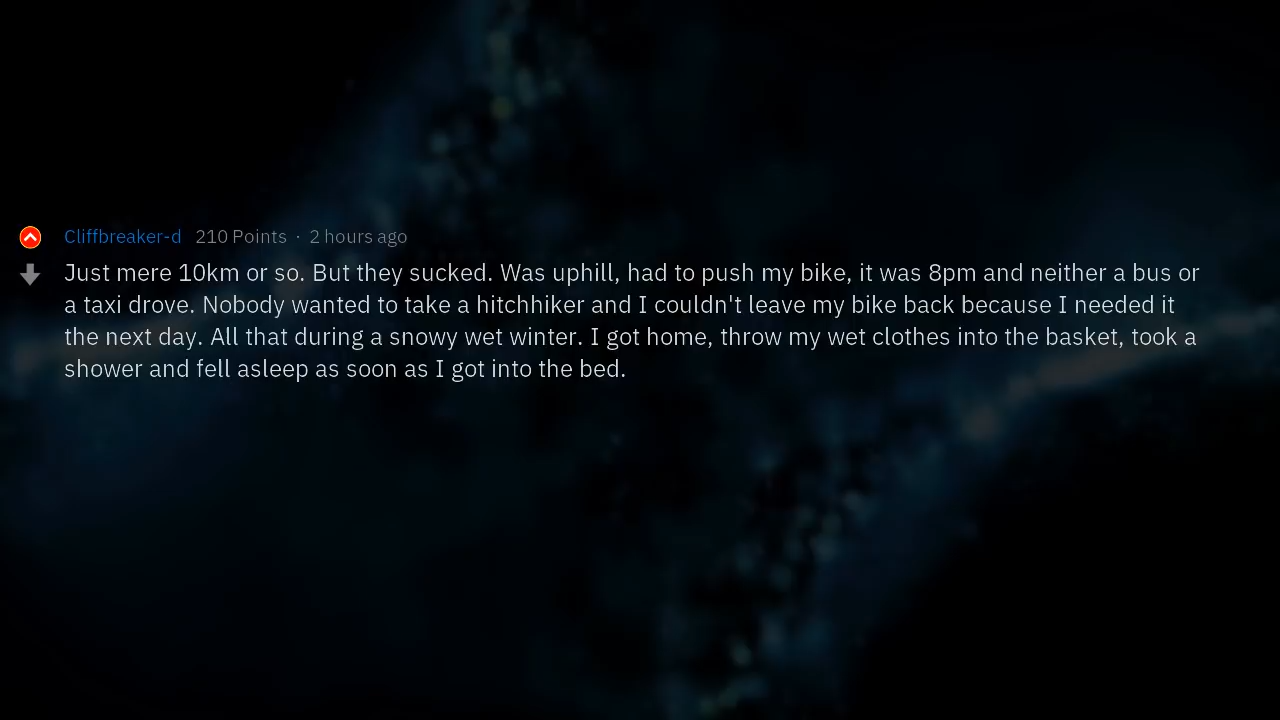 Cliffbreaker-d 210 Points · 2 hours ago
Just mere 10km or so. But they sucked. Was uphill, had to push my bike, it was 8pm and neither a bus or
a taxi drove. Nobody wanted to take a hitchhiker and I couldn't leave my bike back because I needed it
the next day. All that during a snowy wet winter. I got home, throw my wet clothes into the basket, took a
shower and fell asleep as soon as I got into the bed.